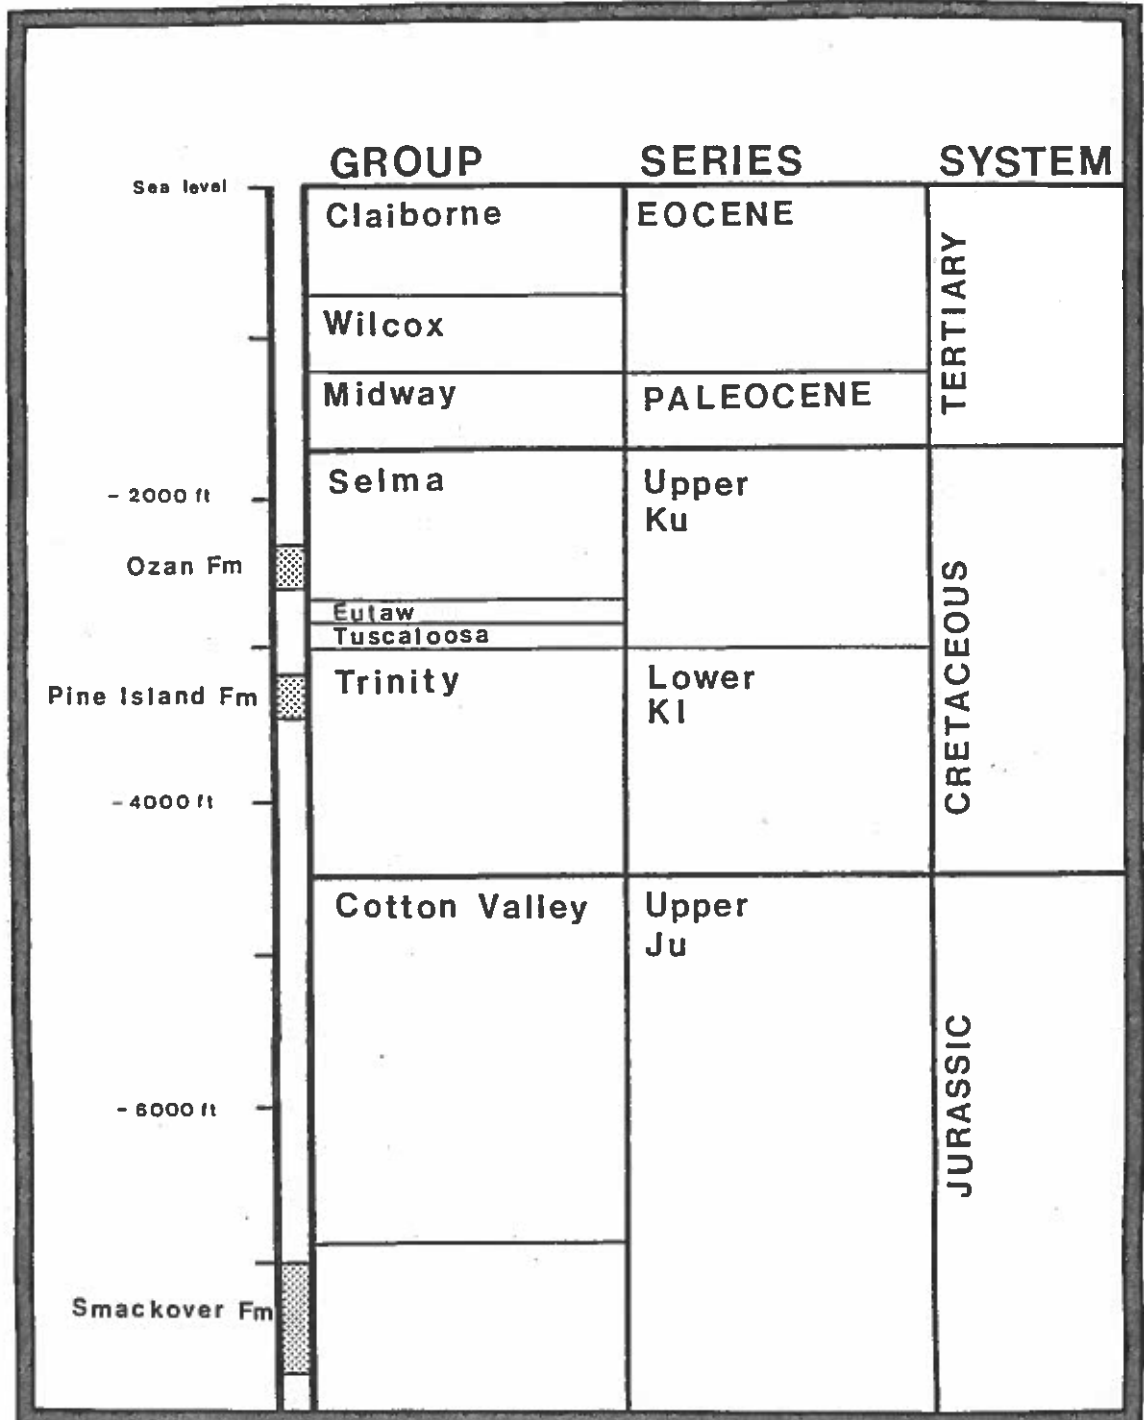 GROUP SERIES SYSTEM
Sea level
Claiborne EOCENE
Wilcox
Midway PALEOCENE
TERTIARY
Selma Upper
- 2000 ft Ku
Ozan Fm
Eutaw
Tuscaloosa
Pine Island Fm Trinity Lower
Kl
- 4000 ft
CRETACEOUS
Cotton Valley Upper
Ju
- 6000 ft
JURASSIC
Smackover Fm